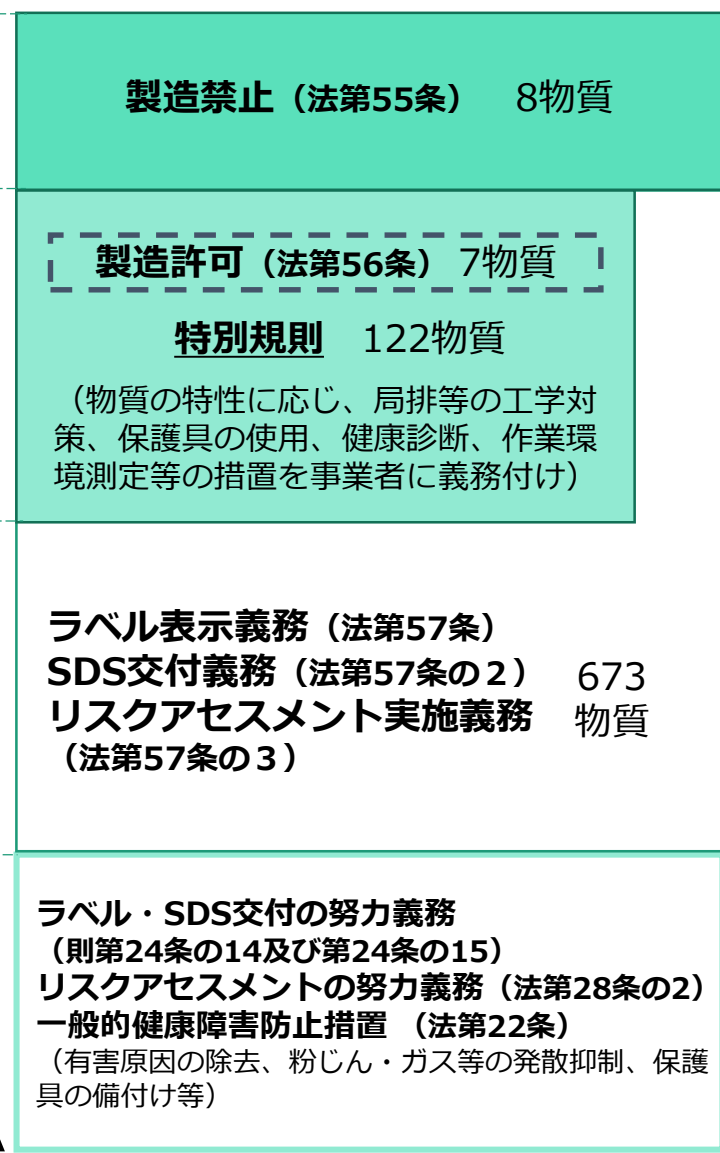 製造禁止（法第55条）　8物質
製造許可（法第56条）7物質
特別規則　122物質
（物質の特性に応じ、局排等の工学対
策、保護具の使用、健康診断、作業環
境測定等の措置を事業者に義務付け）
ラベル表示義務（法第57条）
SDS交付義務（法第57条の２）
リスクアセスメント実施義務
（法第57条の３）
673
物質
ラベル・SDS交付の努力義務
（則第24条の14及び第24条の15）
リスクアセスメントの努力義務（法第28条の2）
一般的健康障害防止措置 （法第22条）
（有害原因の除去、粉じん・ガス等の発散抑制、保護
具の備付け等）